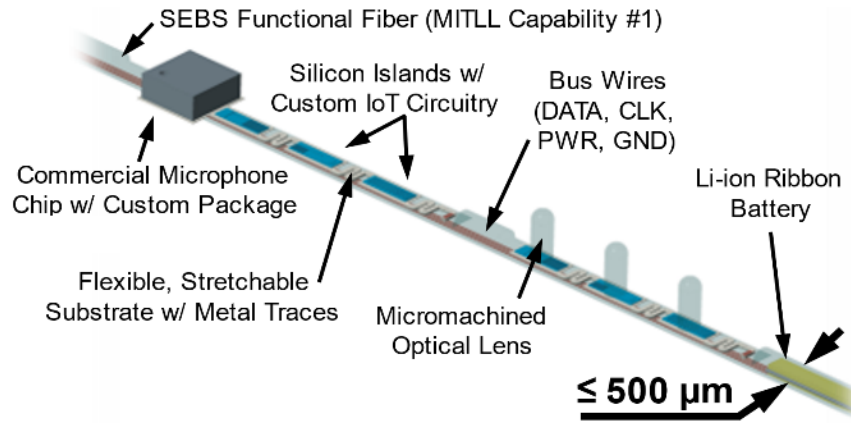 SEBS Functional Fiber (MITLL Capability #1)
Silicon Islands w/
Custom IoT Circuitry
Bus Wires
(DATA, CLK,
PWR, GND)
Commercial Microphone
Chip w/ Custom Package
Li-ion Ribbon
Battery
Flexible, Stretchable
Substrate w/ Metal Traces
Micromachined
Optical Lens
≤ 500 μm